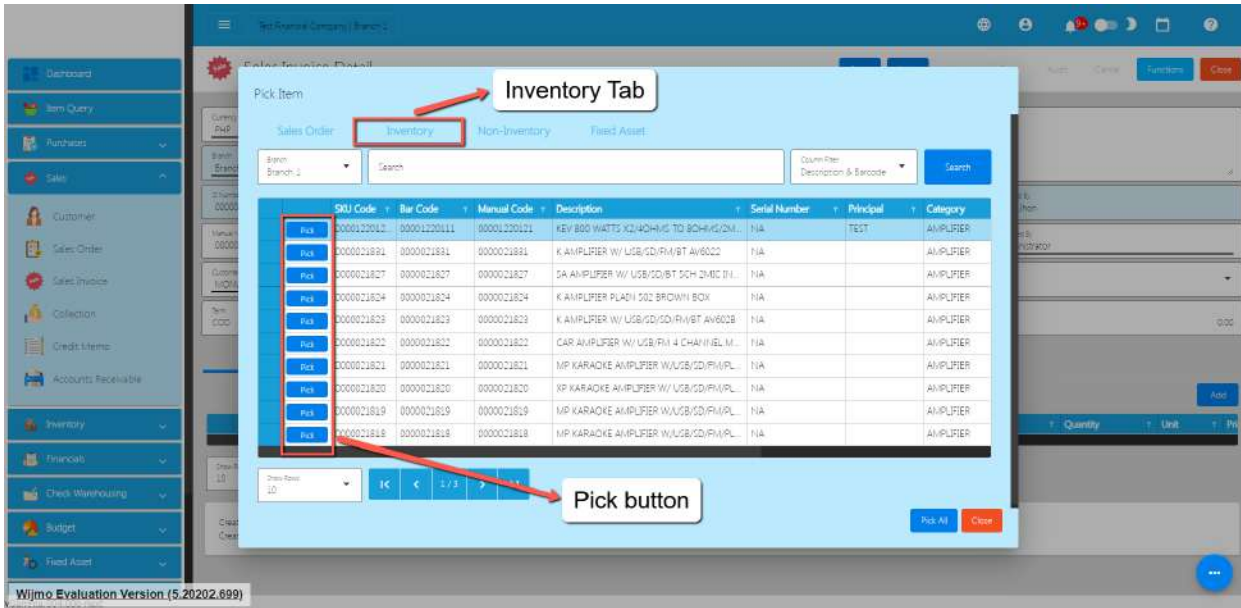 Test Financial Company | Branch 1
Dashboard
Item Query
Purchases
Sales
Customer
Sales Order
Sales Invoice
Collection
Credit Memo
Accounts Receivable
Inventory
Financials
Check Warehousing
Budget
Fixed Asset
Wijmo Evaluation Version (5.20202.699)
Sales Invoice Detail
Functions
Close
Currency
PHP
Branch
Term
COD
0.00
Add
Quantity
Unit
Pick Item
Inventory Tab
Sales Order
Inventory
Non-Inventory
Fixed Asset
Branch
Branch 1
Search
Column Filter
Description & Barcode
Search
SKU Code Bar Code Manual Code Description Serial Number Principal Category
Pick 00001220111 00001220121 KEV 800 WATTS X2/4OHMS TO 8OHMS/2M... NA TEST AMPLIFIER
Pick 0000021831 0000021831 0000021831 K AMPLIFIER W/ USB/SD/FM/BT AV6022 NA AMPLIFIER
Pick 0000021827 0000021827 0000021827 SA AMPLIFIER W/ USB/SD/BT 5CH 2MIC IN... NA AMPLIFIER
Pick 0000021824 0000021824 0000021824 K AMPLIFIER PLAIN 502 BROWN BOX NA AMPLIFIER
Pick 0000021823 0000021823 0000021823 K AMPLIFIER W/ USB/SD/FM/BT AV602B NA AMPLIFIER
Pick 0000021822 0000021822 0000021822 CAR AMPLIFIER W/ USB/FM 4 CHANNEL M... NA AMPLIFIER
Pick 0000021821 0000021821 0000021821 MP KARAOKE AMPLIFIER W/USB/SD/FM/PL... NA AMPLIFIER
Pick 0000021820 0000021820 0000021820 XP KARAOKE AMPLIFIER W/ USB/SD/FM/PL... NA AMPLIFIER
Pick 0000021819 0000021819 0000021819 MP KARAOKE AMPLIFIER W/USB/SD/FM/PL... NA AMPLIFIER
Pick 0000021818 0000021818 0000021818 MP KARAOKE AMPLIFIER W/USB/SD/FM/PL... NA AMPLIFIER
Show Rows
10
1 / 3
Pick button
Pick All
Close